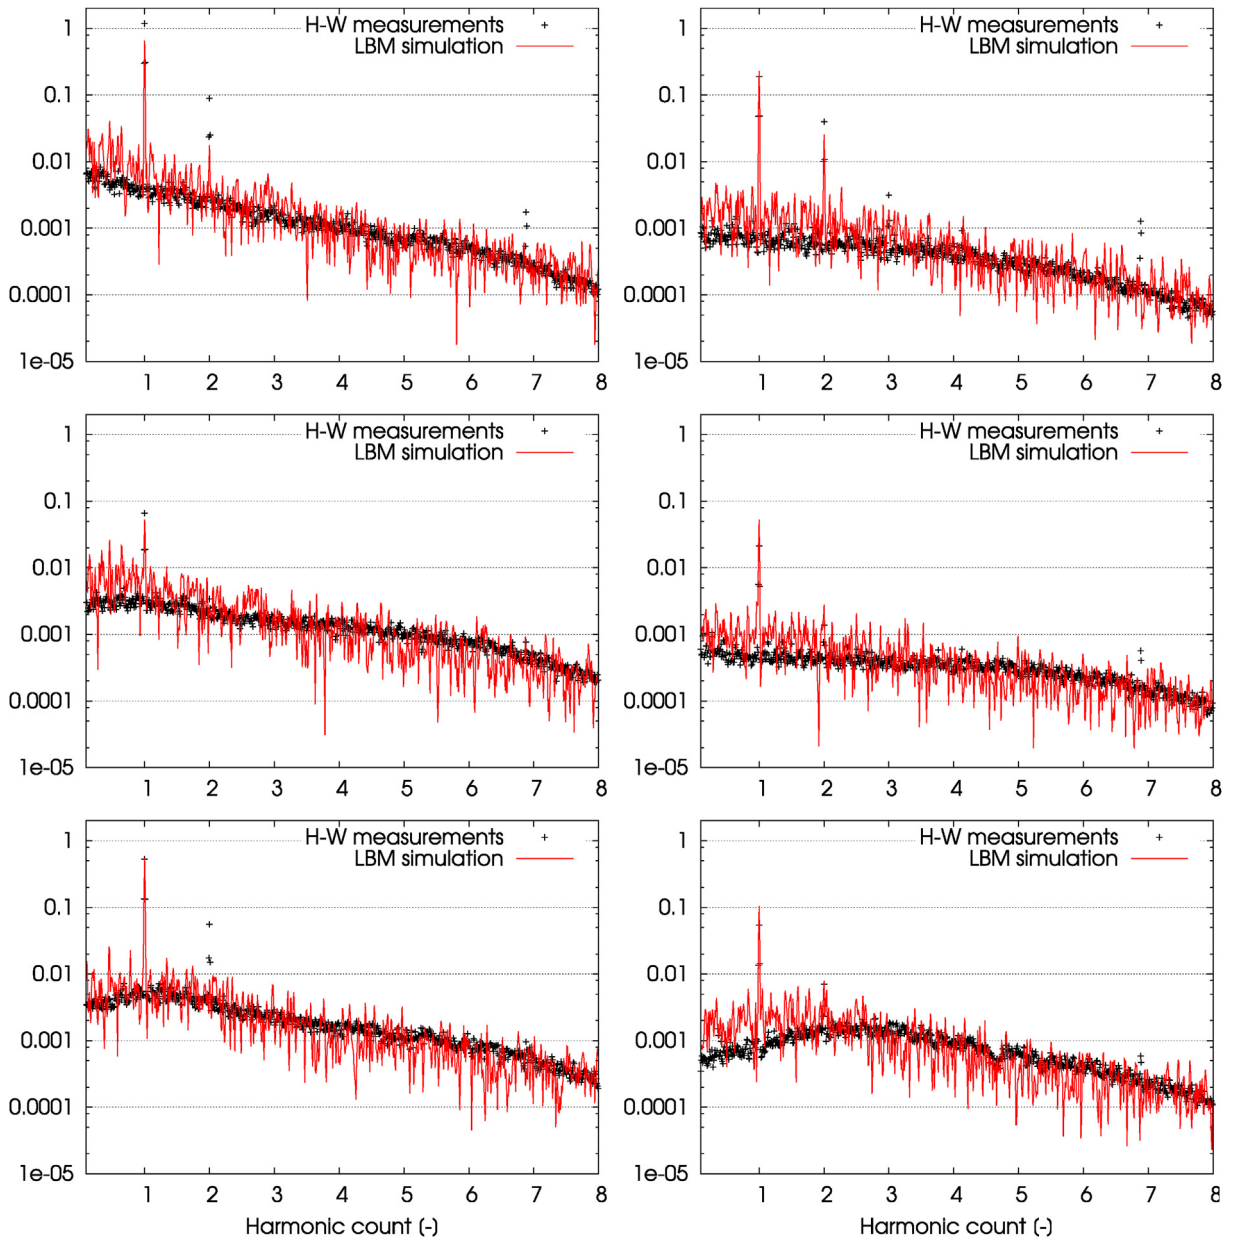 H-W measurements
LBM simulation
1
0.1
0.01
0.001
0.0001
1e-05
1 2 3 4 5 6 7 8
H-W measurements
LBM simulation
1
0.1
0.01
0.001
0.0001
1e-05
1 2 3 4 5 6 7 8
H-W measurements
LBM simulation
1
0.1
0.01
0.001
0.0001
1e-05
1 2 3 4 5 6 7 8
H-W measurements
LBM simulation
1
0.1
0.01
0.001
0.0001
1e-05
1 2 3 4 5 6 7 8
H-W measurements
LBM simulation
1
0.1
0.01
0.001
0.0001
1e-05
1 2 3 4 5 6 7 8
Harmonic count (-)
H-W measurements
LBM simulation
1
0.1
0.01
0.001
0.0001
1e-05
1 2 3 4 5 6 7 8
Harmonic count (-)